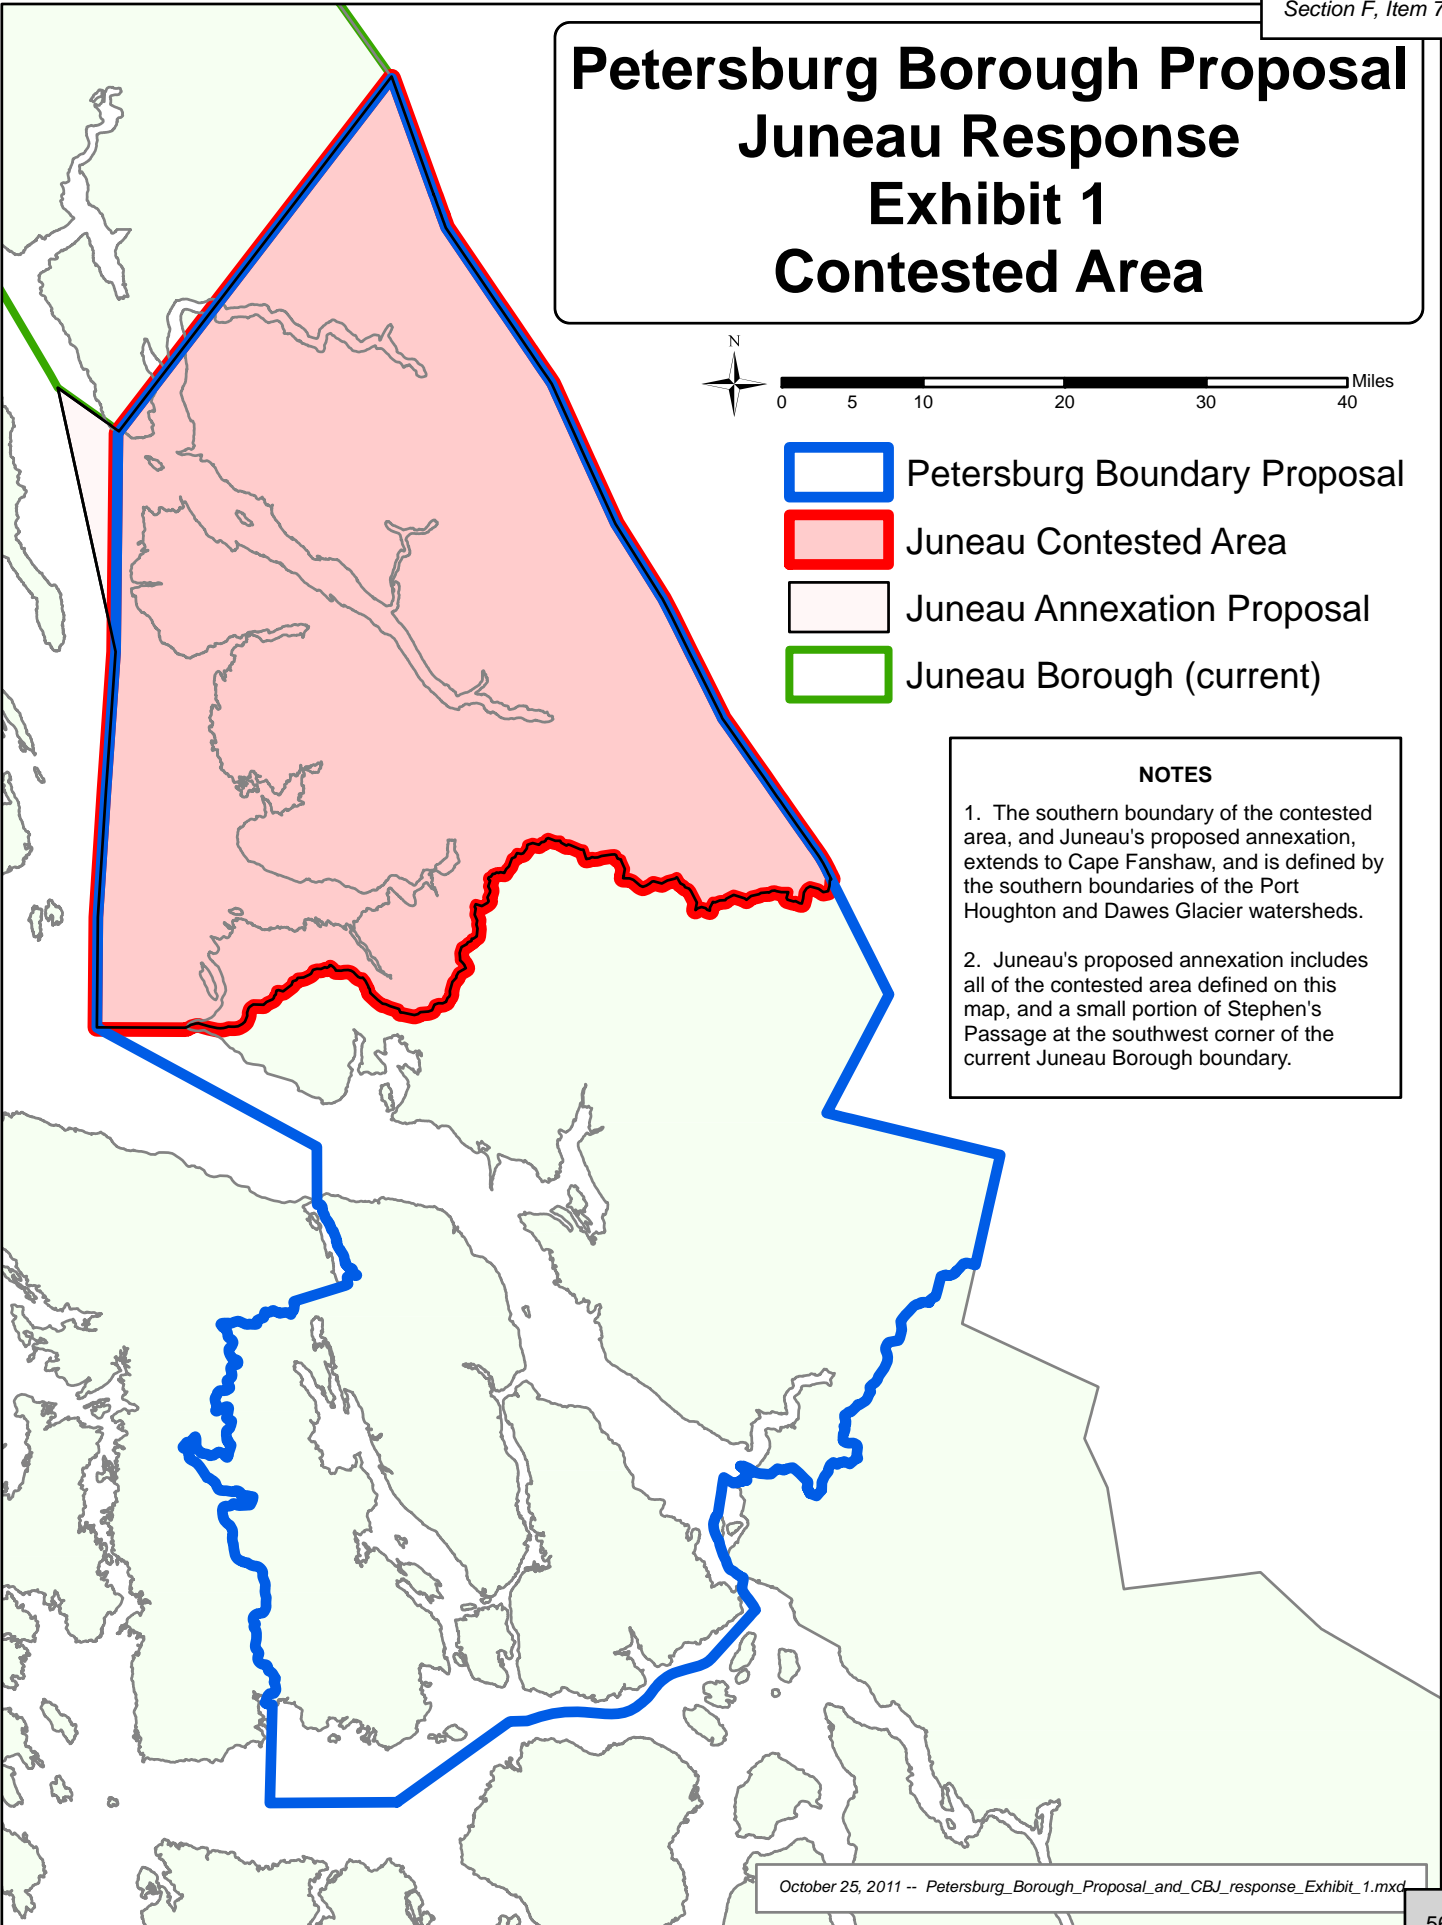 Section F, Item 7
Petersburg Borough Proposal
Juneau Response
Exhibit 1
Contested Area
N
Miles
0 5 10 20 30 40
Petersburg Boundary Proposal
Juneau Contested Area
Juneau Annexation Proposal
Juneau Borough (current)
NOTES
1. The southern boundary of the contested
area, and Juneau's proposed annexation,
extends to Cape Fanshaw, and is defined by
the southern boundaries of the Port
Houghton and Dawes Glacier watersheds.
2. Juneau's proposed annexation includes
all of the contested area defined on this
map, and a small portion of Stephen's
Passage at the southwest corner of the
current Juneau Borough boundary.
October 25, 2011 -- Petersburg_Borough_Proposal_and_CBJ_response_Exhibit_1.mxd